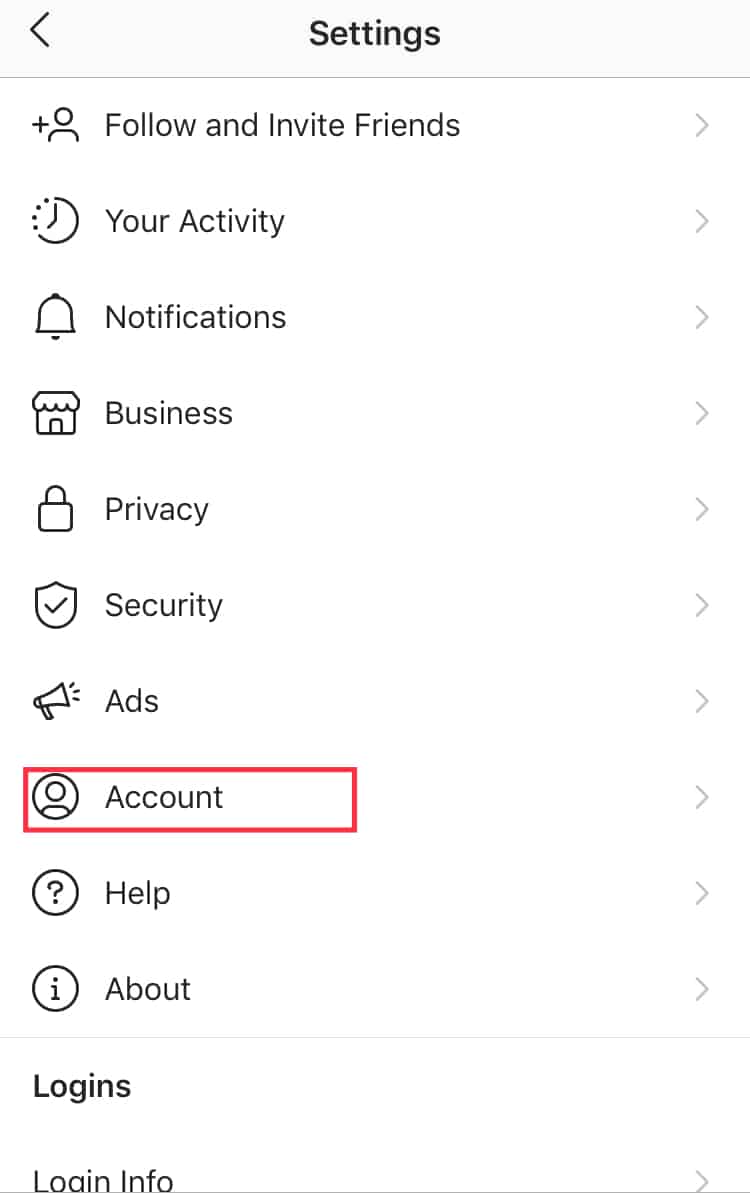 Settings
Follow and Invite Friends
Your Activity
Notifications
Business
Privacy
Security
Ads
Account
Help
About
Logins
Login Info